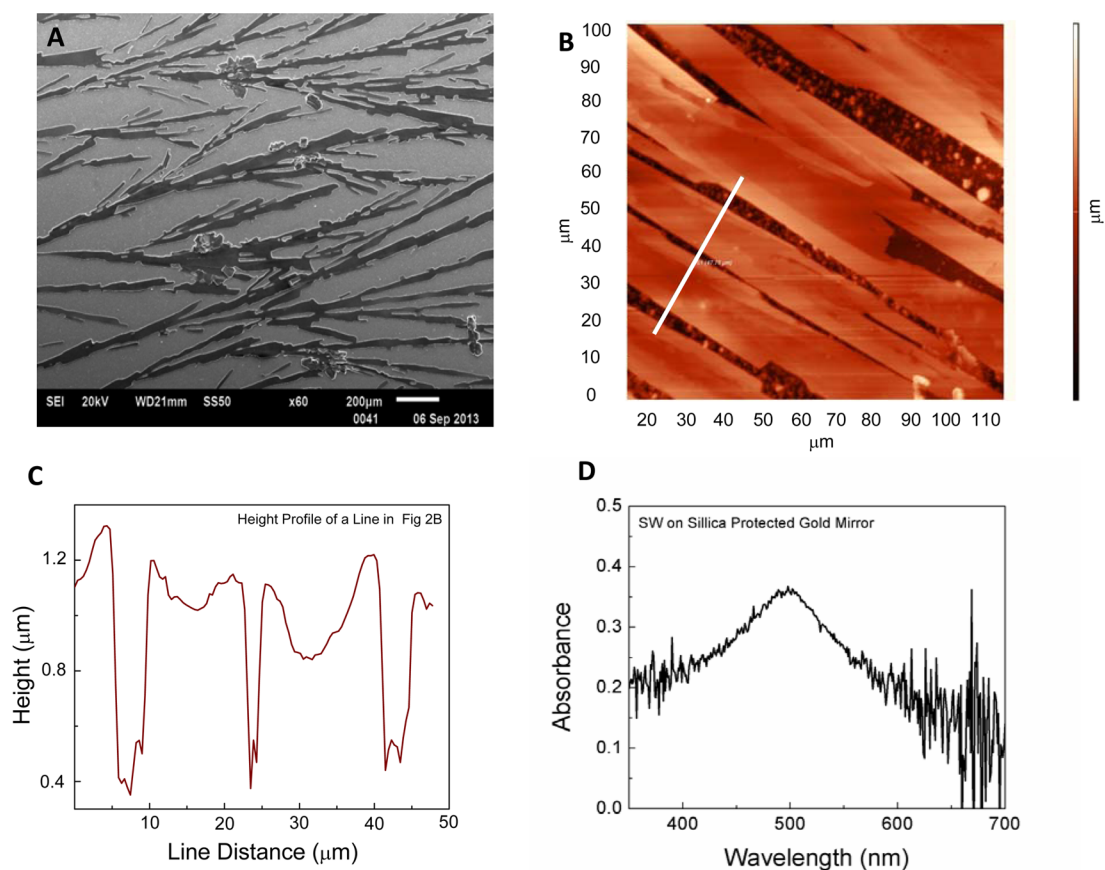 A
SEI 20kV WD21mm SS50 x60 200μm
0041 06 Sep 2013
B
100
90
80
70
60
50
40
30
20
10
0
μm
20 30 40 50 60 70 80 90 100 110
μm
μm
C
Height Profile of a Line in Fig 2B
1.2
0.8
0.4
Height (μm)
10 20 30 40 50
Line Distance (μm)
D
SW on Sillica Protected Gold Mirror
0.5
0.4
0.3
0.2
0.1
0.0
Absorbance
400 500 600 700
Wavelength (nm)